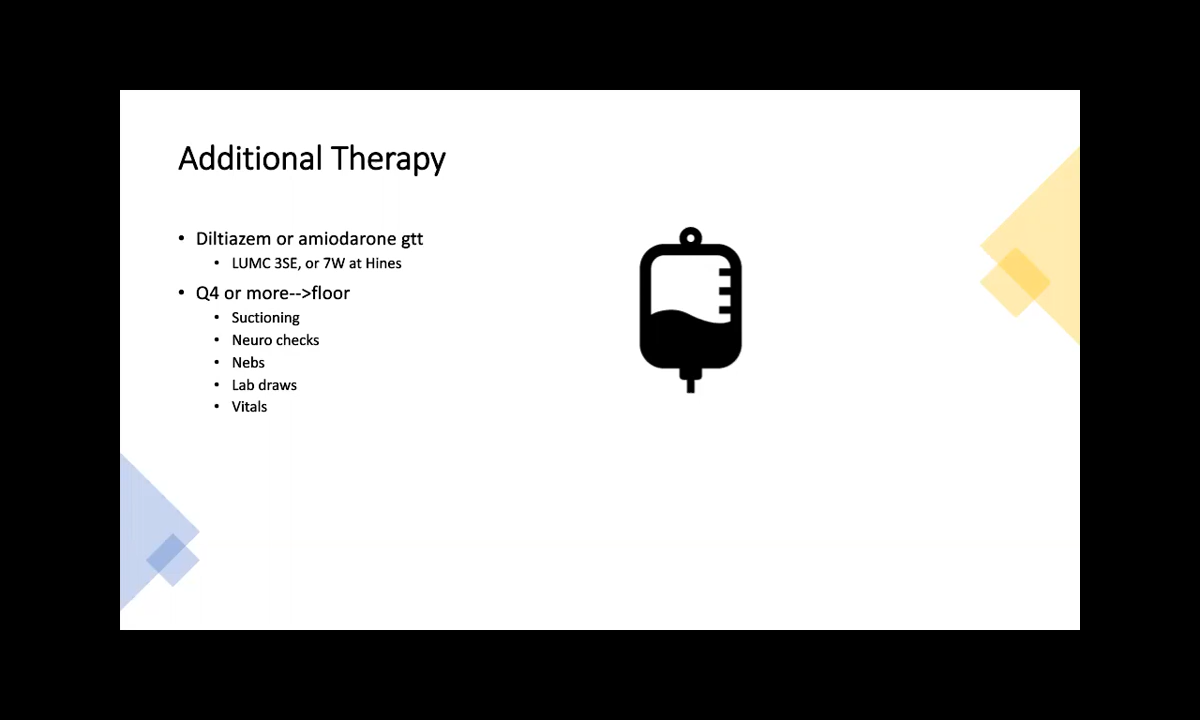 Additional Therapy
• Diltiazem or amiodarone gtt
• LUMC 3SE, or 7W at Hines
• Q4 or more-->floor
• Suctioning
• Neuro checks
• Nebs
• Lab draws
• Vitals